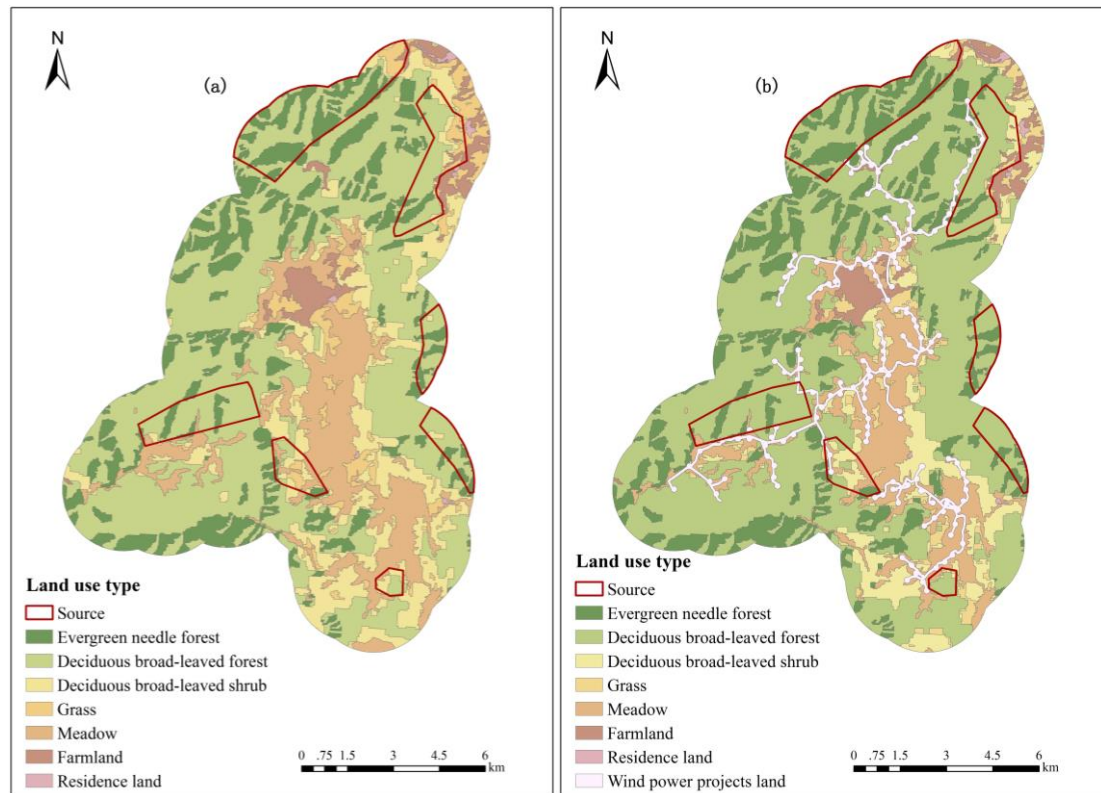 N
(a)
Land use type
Source
Evergreen needle forest
Deciduous broad-leaved forest
Deciduous broad-leaved shrub
Grass
Meadow
Farmland
Residence land
0 .75 1.5 3 4.5 6
km
N
(b)
Land use type
Source
Evergreen needle forest
Deciduous broad-leaved forest
Deciduous broad-leaved shrub
Grass
Meadow
Farmland
Residence land
Wind power projects land
0 .75 1.5 3 4.5 6
km